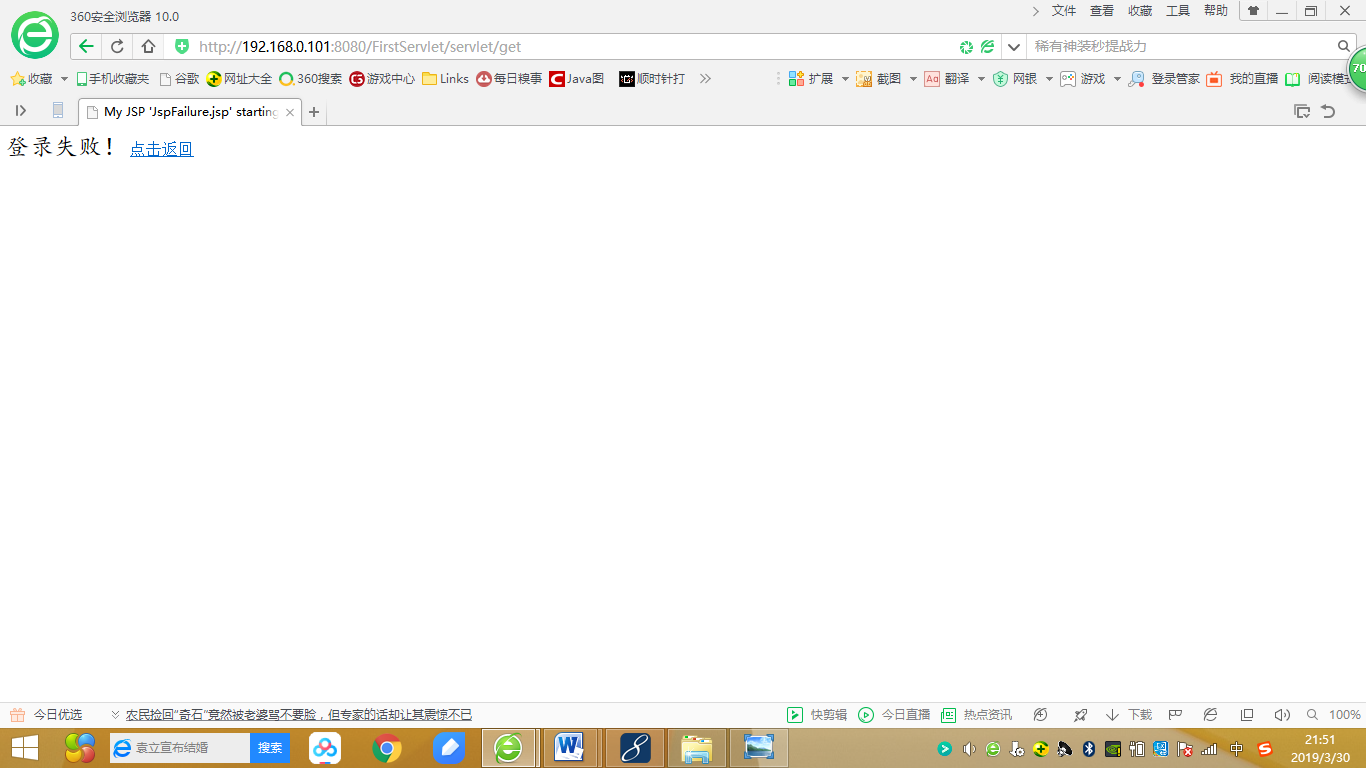 360安全浏览器 10.0
文件 查看 收藏 工具 帮助
http://192.168.0.101:8080/FirstServlet/servlet/get
稀有神装秒提战力
70
收藏 手机收藏夹 谷歌 网址大全 360搜索 游戏中心 Links 每日糗事 Java图 顺时针打
扩展 截图 翻译 网银 游戏 登录管家 我的直播 阅读模
My JSP 'JspFailure.jsp' starting
登录失败！ 点击返回
今日优选 农民捡回"奇石"竟然被老婆骂不要脸，但专家的话却让其震惊不已
快剪辑 今日直播 热点资讯 下载 100%
袁立宣布结婚 搜索
中
21:51
2019/3/30